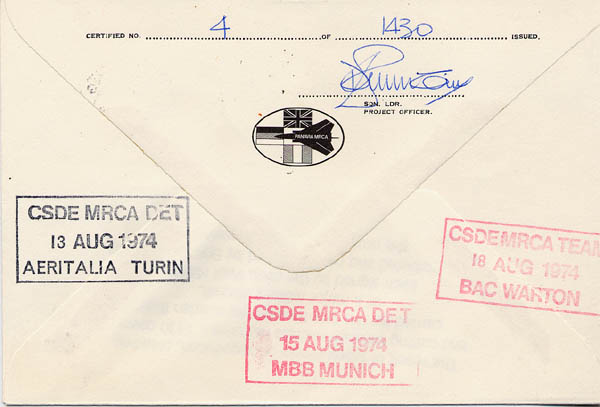 CERTIFIED NO. 4 OF 1430 ISSUED.
SQN. LDR.
PROJECT OFFICER.
PANAVIA MRCA
CSDE MRCA DET
13 AUG 1974
AERITALIA TURIN
CSDE MRCA TEAM
18 AUG 1974
BAC WARTON
CSDE MRCA DET
15 AUG 1974
MBB MUNICH